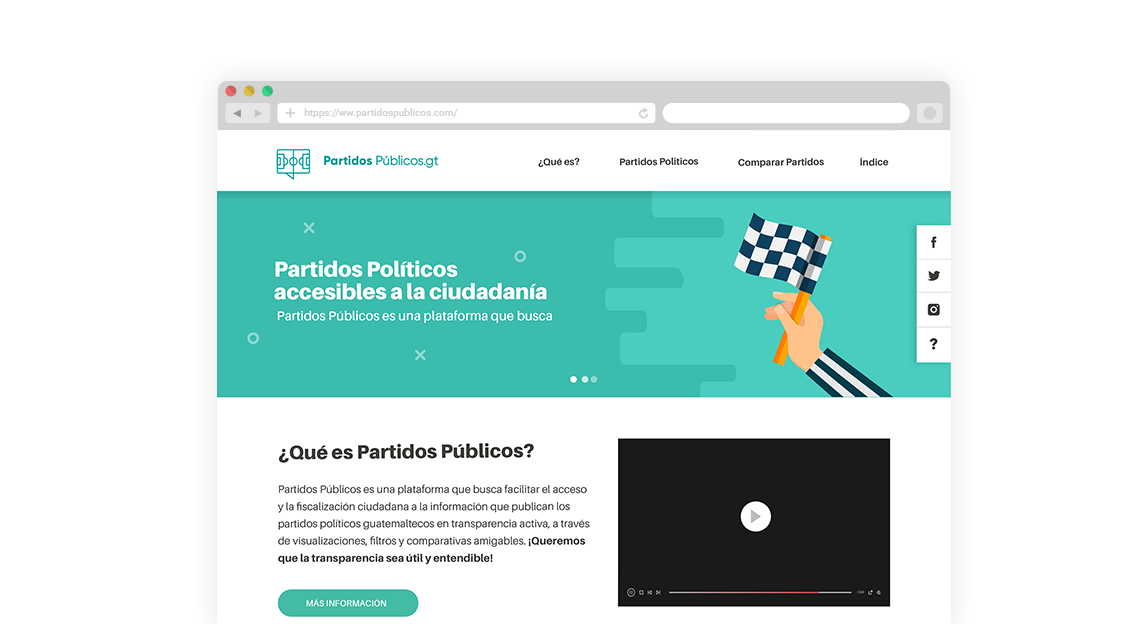 htpps://ww.partidospublicos.com/
Partidos Públicos.gt
¿Qué es?
Partidos Politicos
Comparar Partidos
Índice
Partidos Políticos
accesibles a la ciudadanía
Partidos Públicos es una plataforma que busca
?
¿Qué es Partidos Públicos?
Partidos Públicos es una plataforma que busca facilitar el acceso
y la fiscalización ciudadana a la información que publican los
partidos políticos guatemaltecos en transparencia activa, a través
de visualizaciones, filtros y comparativas amigables. ¡Queremos
que la transparencia sea útil y entendible!
MÁS INFORMACIÓN